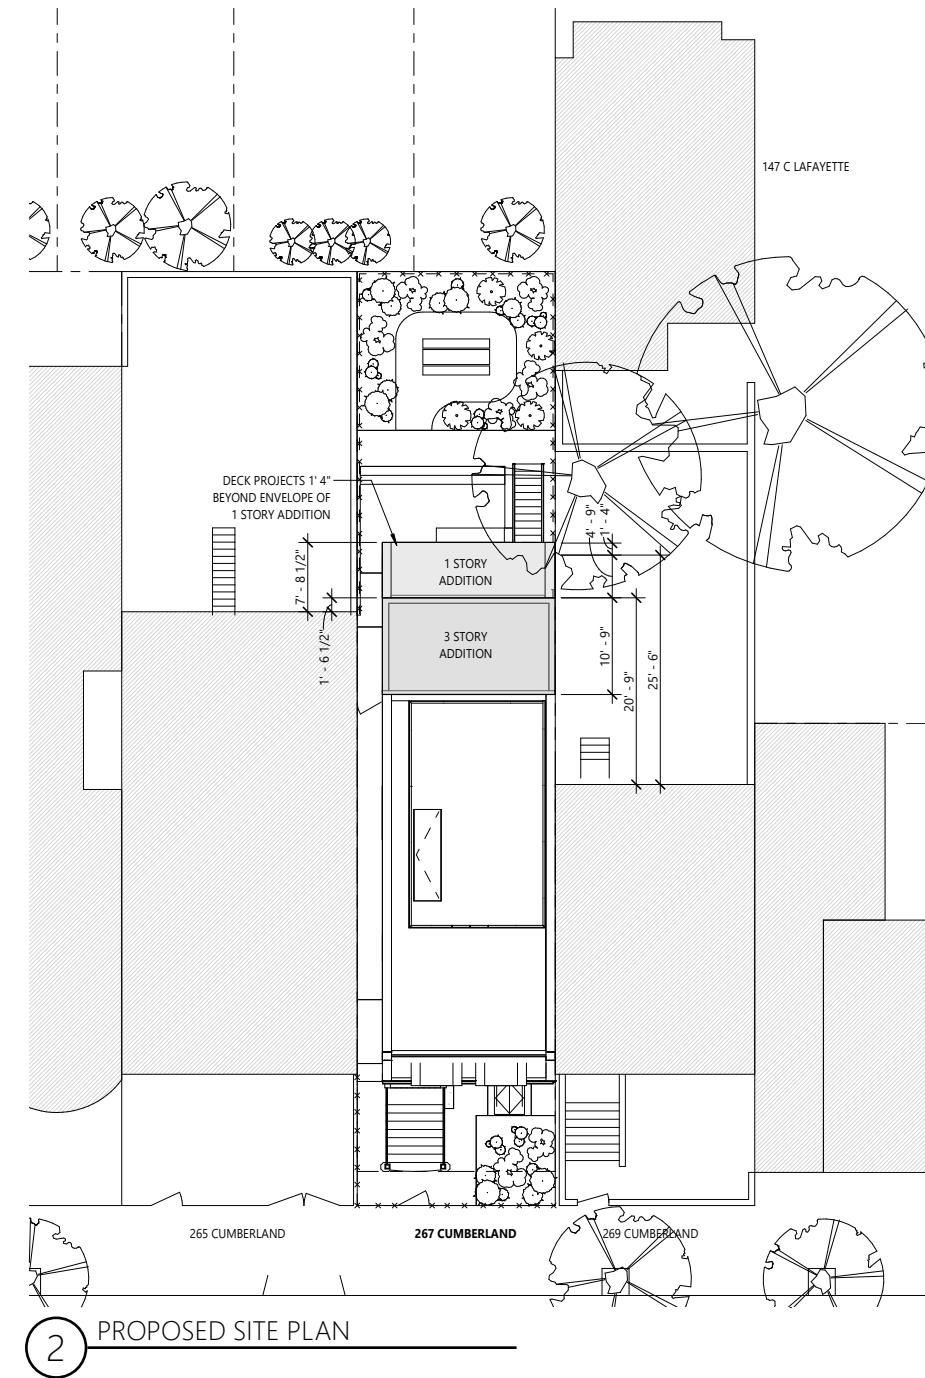 147 C LAFAYETTE
DECK PROJECTS 1' 4"
BEYOND ENVELOPE OF
1 STORY ADDITION
4' - 9"
1' - 4"
7' - 8 1/2"
1 STORY
ADDITION
1' - 6 1/2"
3 STORY
ADDITION
10' - 9"
20' - 9"
25' - 6"
265 CUMBERLAND
267 CUMBERLAND
269 CUMBERLAND
2
PROPOSED SITE PLAN